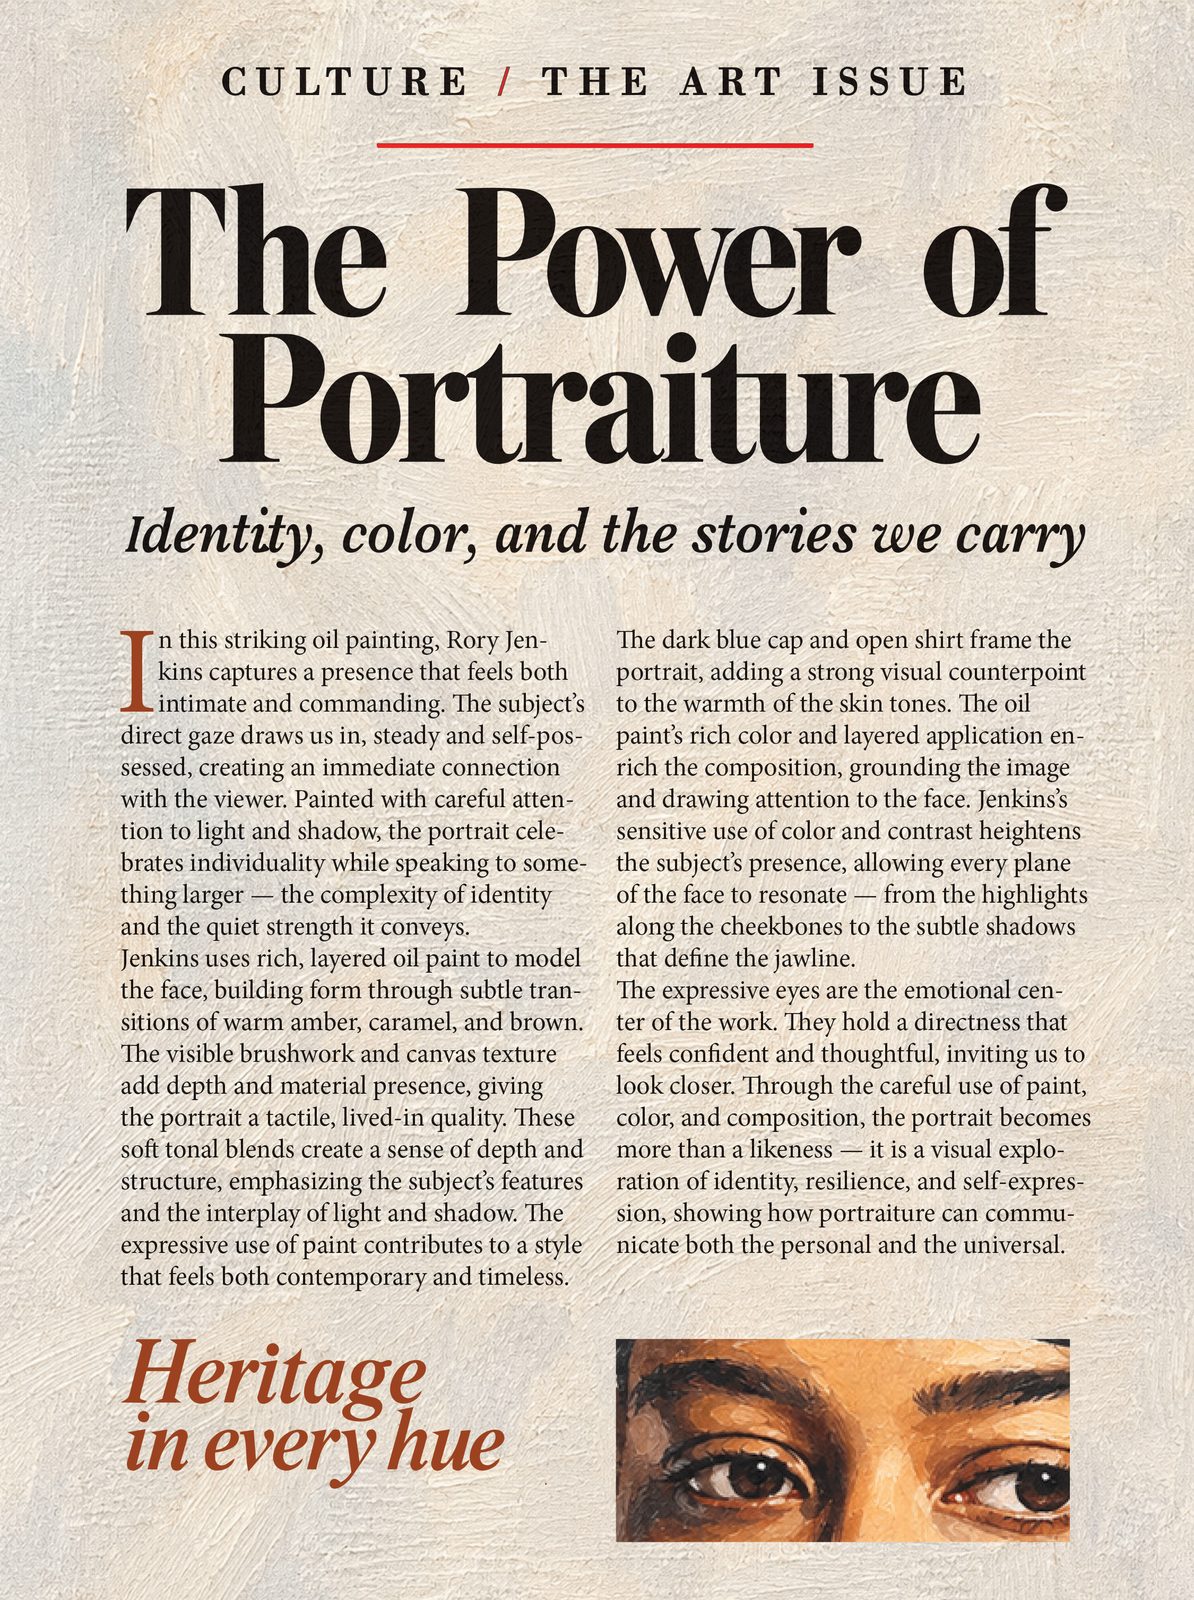 CULTURE / THE ART ISSUE
The Power of
Portraiture
Identity, color, and the stories we carry
In this striking oil painting, Rory Jen-
kins captures a presence that feels both
intimate and commanding. The subject’s
direct gaze draws us in, steady and self-pos-
sessed, creating an immediate connection
with the viewer. Painted with careful atten-
tion to light and shadow, the portrait cele-
brates individuality while speaking to some-
thing larger — the complexity of identity
and the quiet strength it conveys.
Jenkins uses rich, layered oil paint to model
the face, building form through subtle tran-
sitions of warm amber, caramel, and brown.
The visible brushwork and canvas texture
add depth and material presence, giving
the portrait a tactile, lived-in quality. These
soft tonal blends create a sense of depth and
structure, emphasizing the subject’s features
and the interplay of light and shadow. The
expressive use of paint contributes to a style
that feels both contemporary and timeless.
The dark blue cap and open shirt frame the
portrait, adding a strong visual counterpoint
to the warmth of the skin tones. The oil
paint’s rich color and layered application en-
rich the composition, grounding the image
and drawing attention to the face. Jenkins’s
sensitive use of color and contrast heightens
the subject’s presence, allowing every plane
of the face to resonate — from the highlights
along the cheekbones to the subtle shadows
that define the jawline.
The expressive eyes are the emotional cen-
ter of the work. They hold a directness that
feels confident and thoughtful, inviting us to
look closer. Through the careful use of paint,
color, and composition, the portrait becomes
more than a likeness — it is a visual explo-
ration of identity, resilience, and self-expres-
sion, showing how portraiture can commu-
nicate both the personal and the universal.
Heritage
in every hue